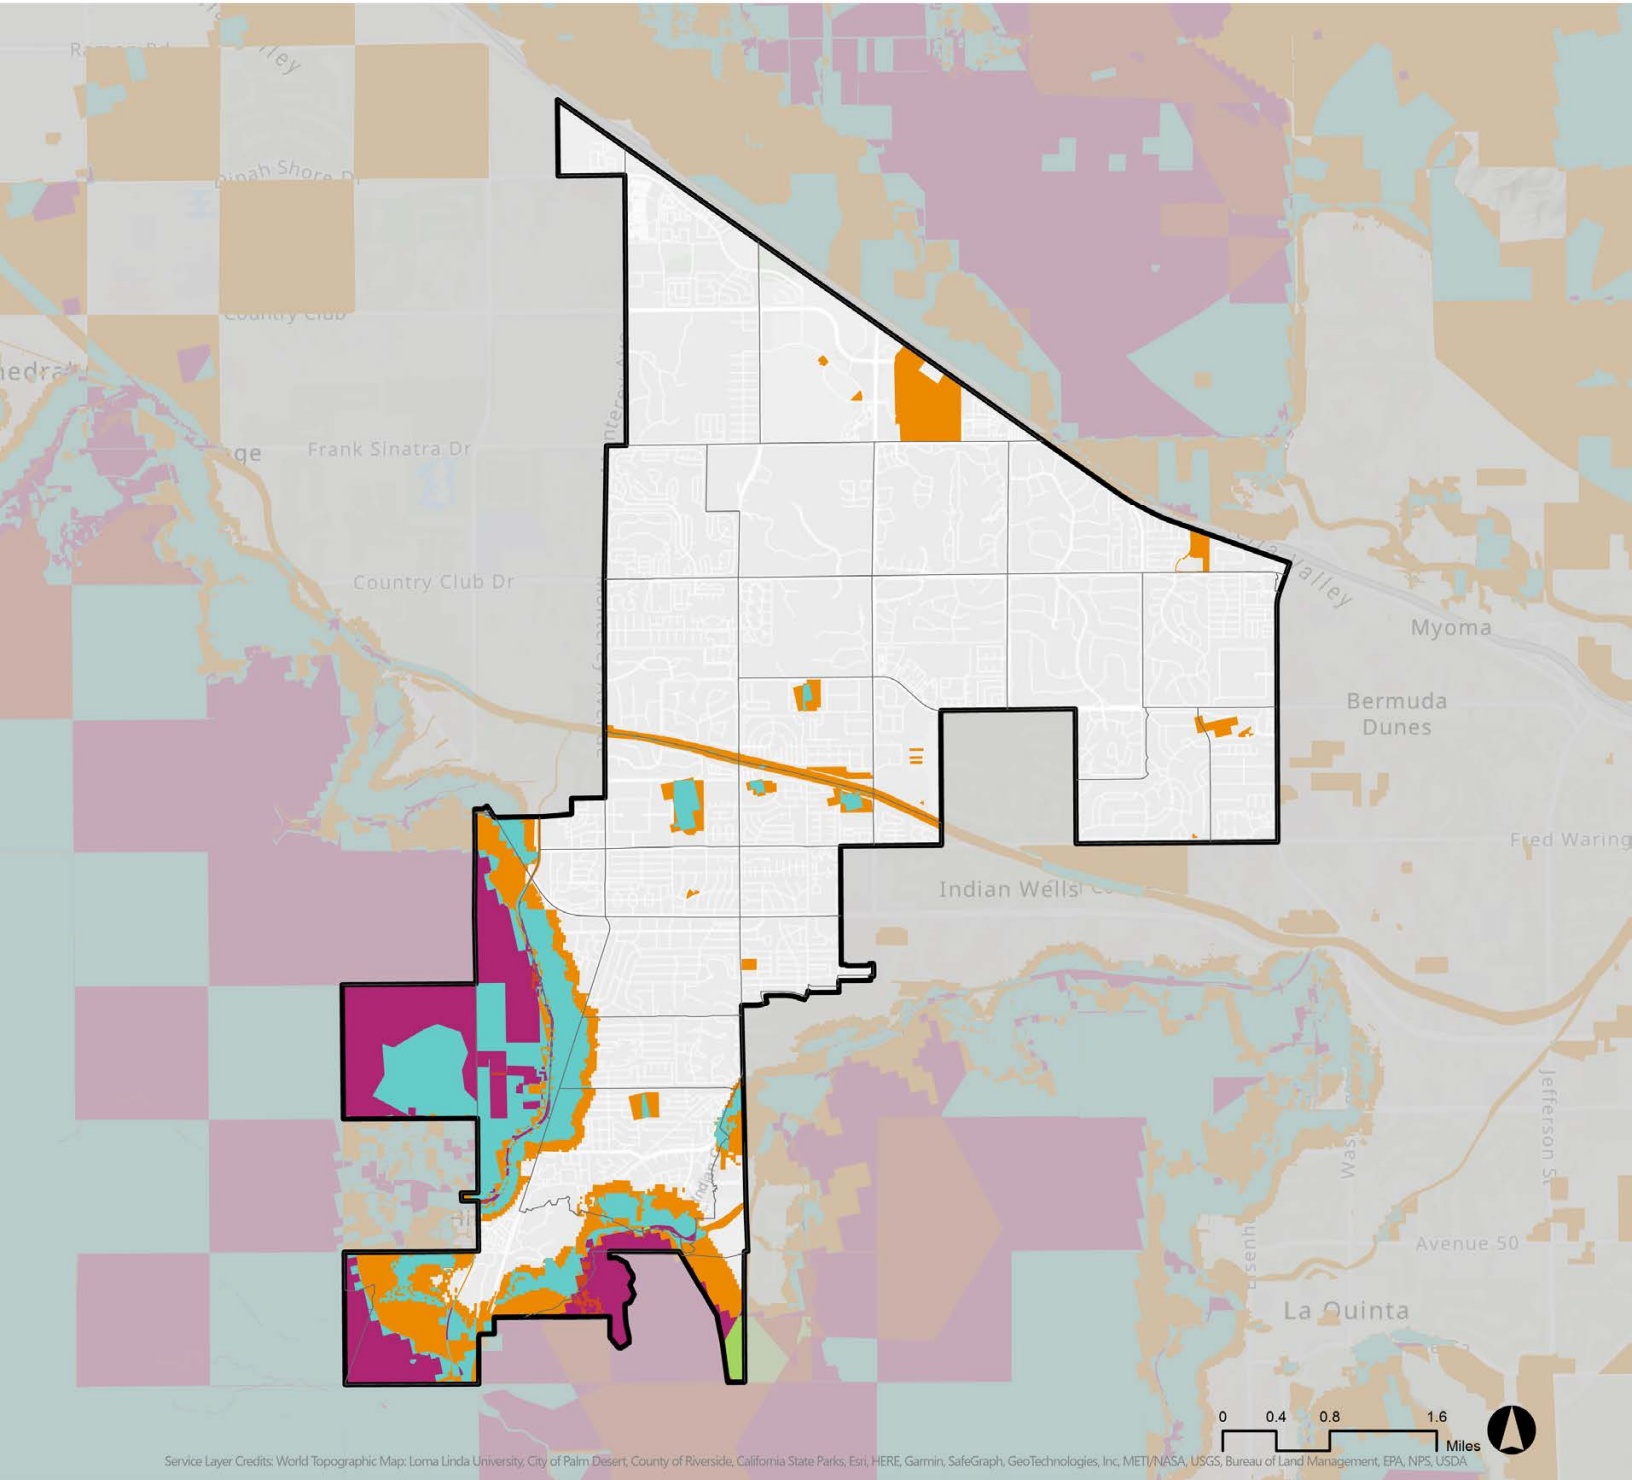 Dinah Shore Dr
Country Club
Frank Sinatra Dr
Country Club Dr
Valley
Myoma
Bermuda
Dunes
Fred Waring
Indian Wells
Jefferson St
Avenue 50
La Quinta
0 0.4 0.8 1.6
Miles
Service Layer Credits: World Topographic Map: Loma Linda University, City of Palm Desert, County of Riverside, California State Parks, Esri, HERE, Garmin, SafeGraph, GeoTechnologies, Inc, METI/NASA, USGS, Bureau of Land Management, EPA, NPS, USDA